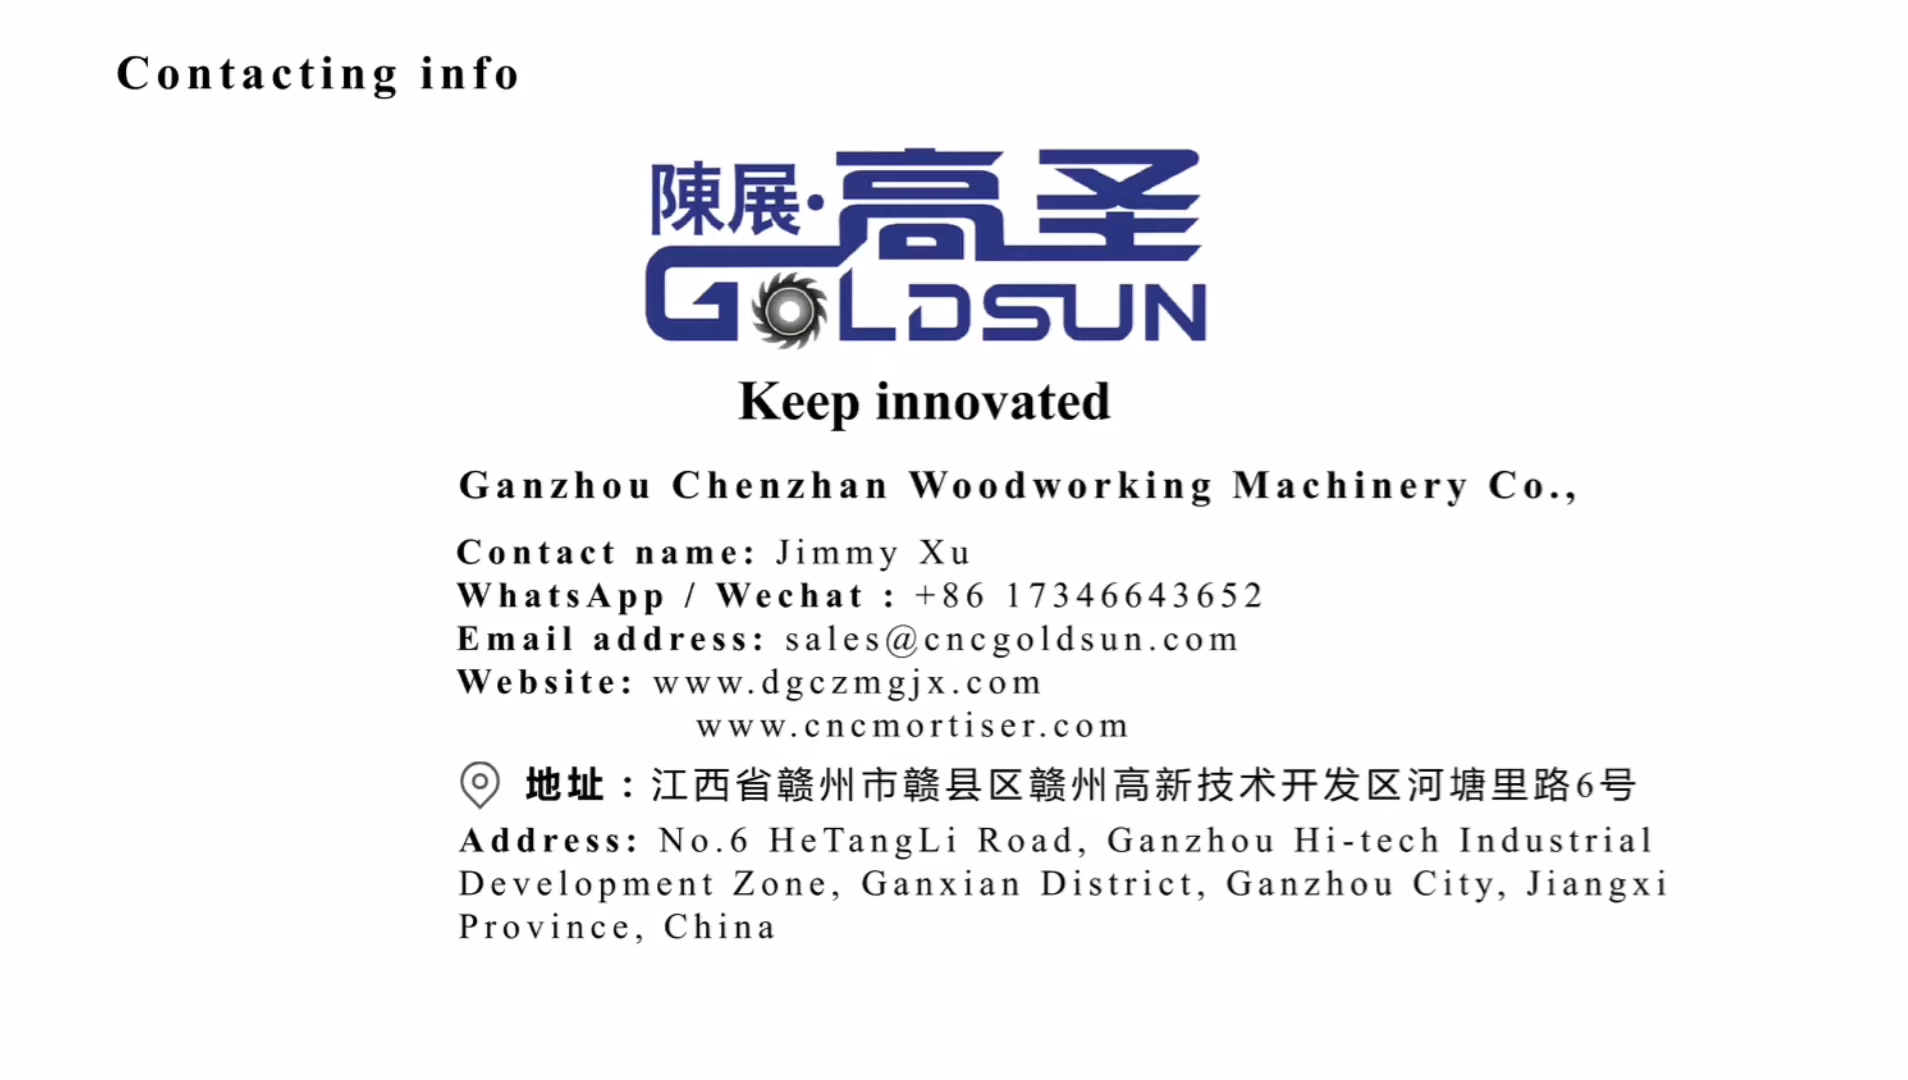 Contacting info
陳展·高圣
GOLDSUN
Keep innovated
Ganzhou Chenzhan Woodworking Machinery Co.,
Contact name: Jimmy Xu
WhatsApp / Wechat : +86 17346643652
Email address: sales@cncgoldsun.com
Website: www.dgczmgjx.com
www.cncmortiser.com
地址：江西省赣州市赣县区赣州高新技术开发区河塘里路6号
Address: No.6 HeTangLi Road, Ganzhou Hi-tech Industrial
Development Zone, Ganxian District, Ganzhou City, Jiangxi
Province, China